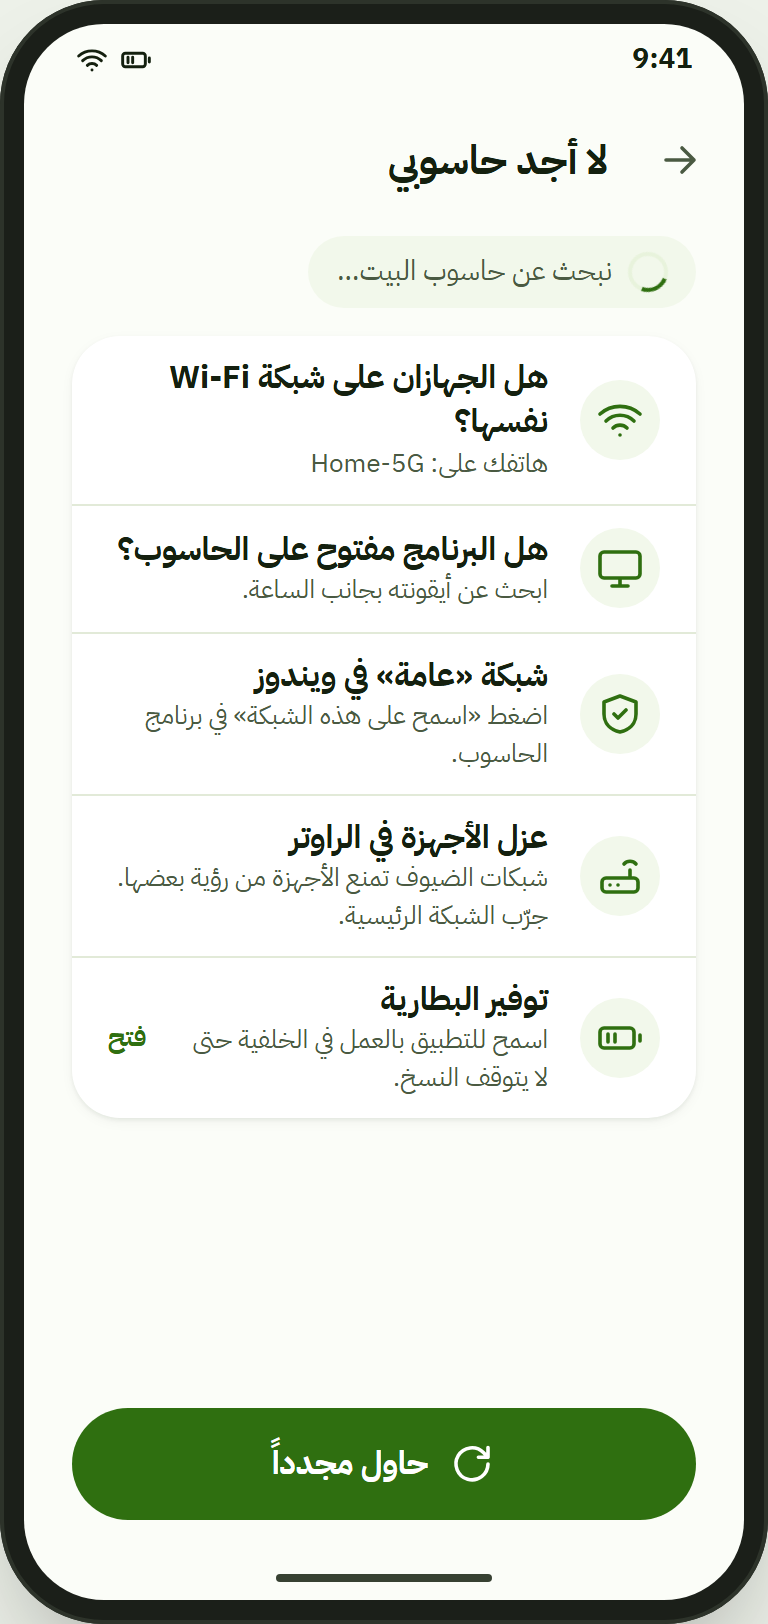 9:41
لا أجد حاسوبي
نبحث عن حاسوب البيت...
هل الجهازان على شبكة Wi-Fi
نفسها؟
هاتفك على: Home-5G
هل البرنامج مفتوح على الحاسوب؟
ابحث عن أيقونته بجانب الساعة.
شبكة «عامة» في ويندوز
اضغط «اسمح على هذه الشبكة» في برنامج
الحاسوب.
عزل الأجهزة في الراوتر
شبكات الضيوف تمنع الأجهزة من رؤية بعضها.
جرّب الشبكة الرئيسية.
توفير البطارية
اسمح للتطبيق بالعمل في الخلفية حتى
لا يتوقف النسخ.
فتح
حاول مجدداً